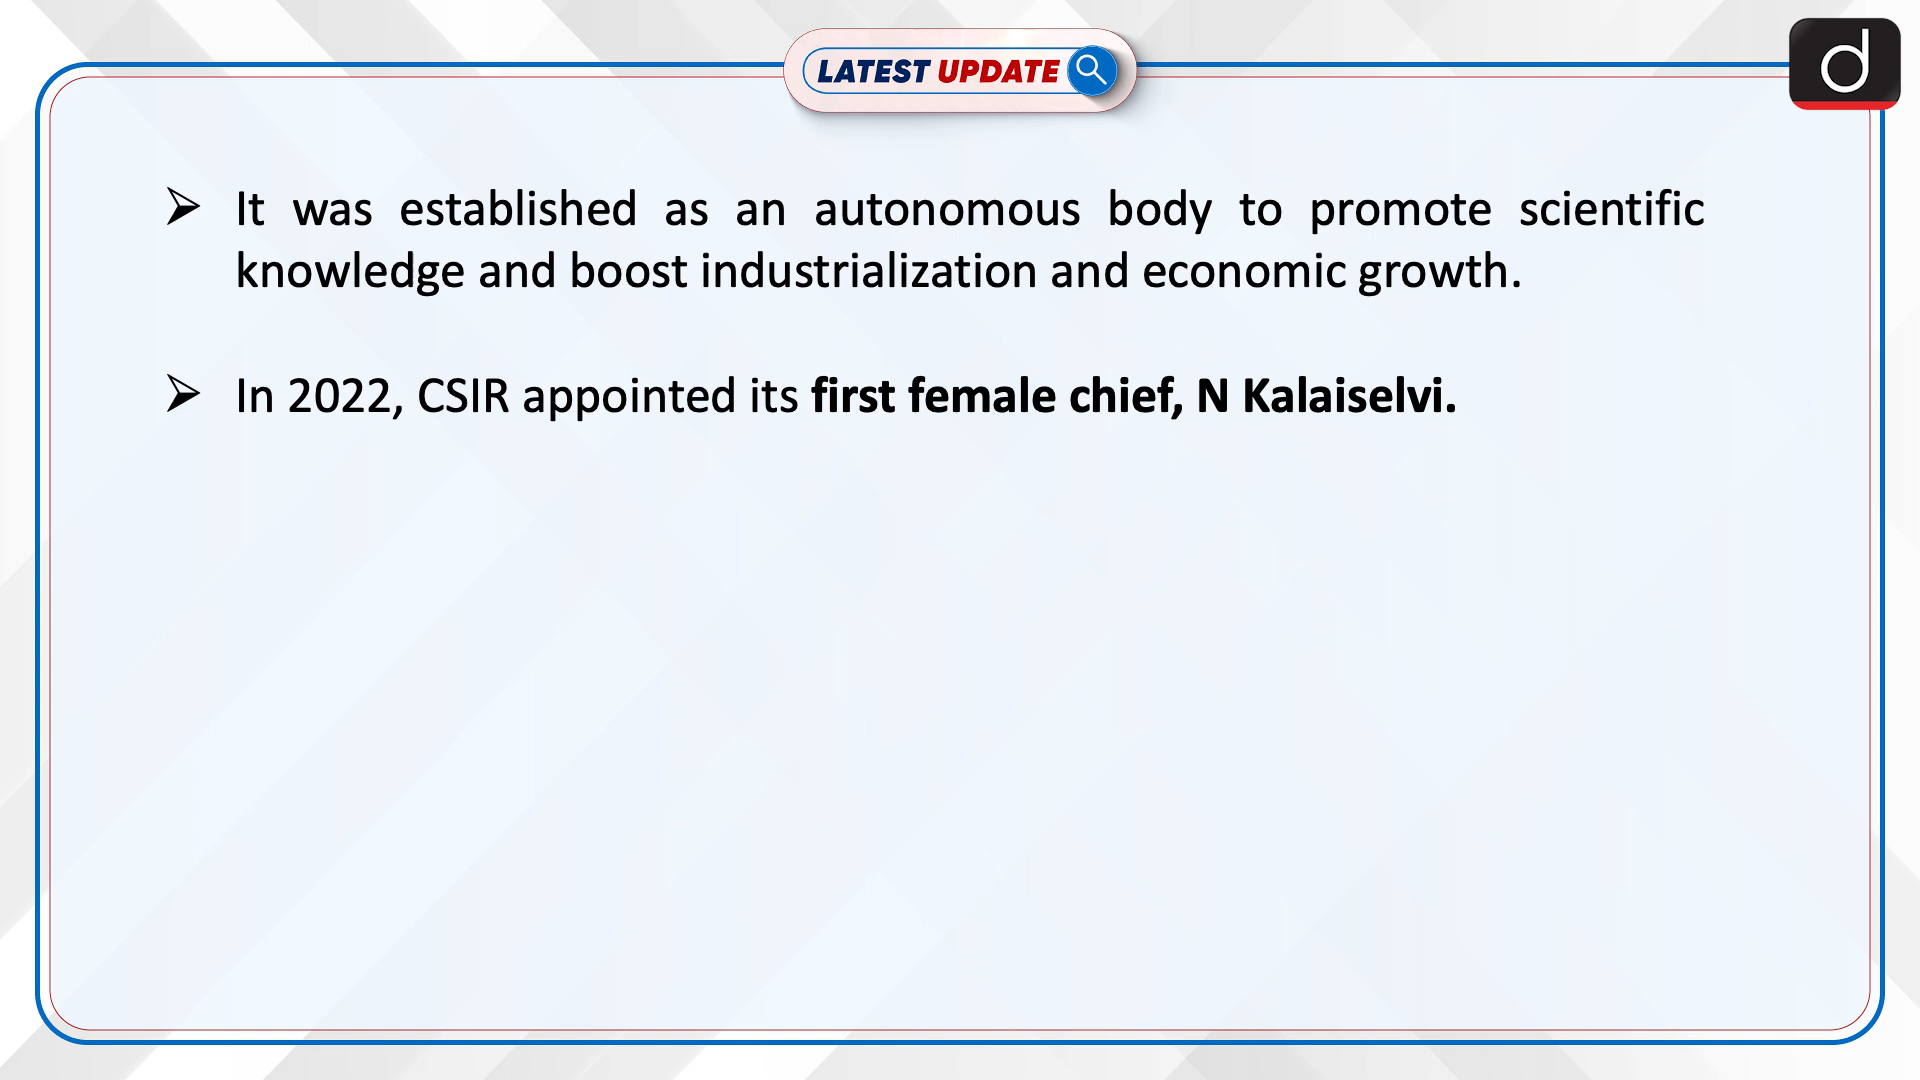 LATEST UPDATE
d
➢ It was established as an autonomous body to promote scientific
knowledge and boost industrialization and economic growth.
➢ In 2022, CSIR appointed its first female chief, N Kalaiselvi.